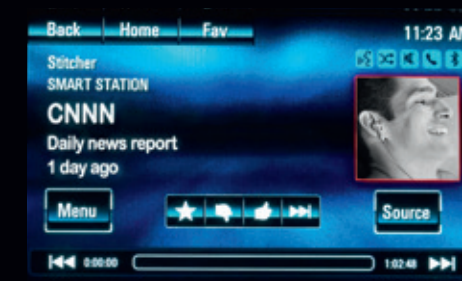 Back Home Fav 11:23 AM
Stitcher
SMART STATION
CNNN
Daily news report
1 day ago
Menu Source
0:00:00 1:02:48